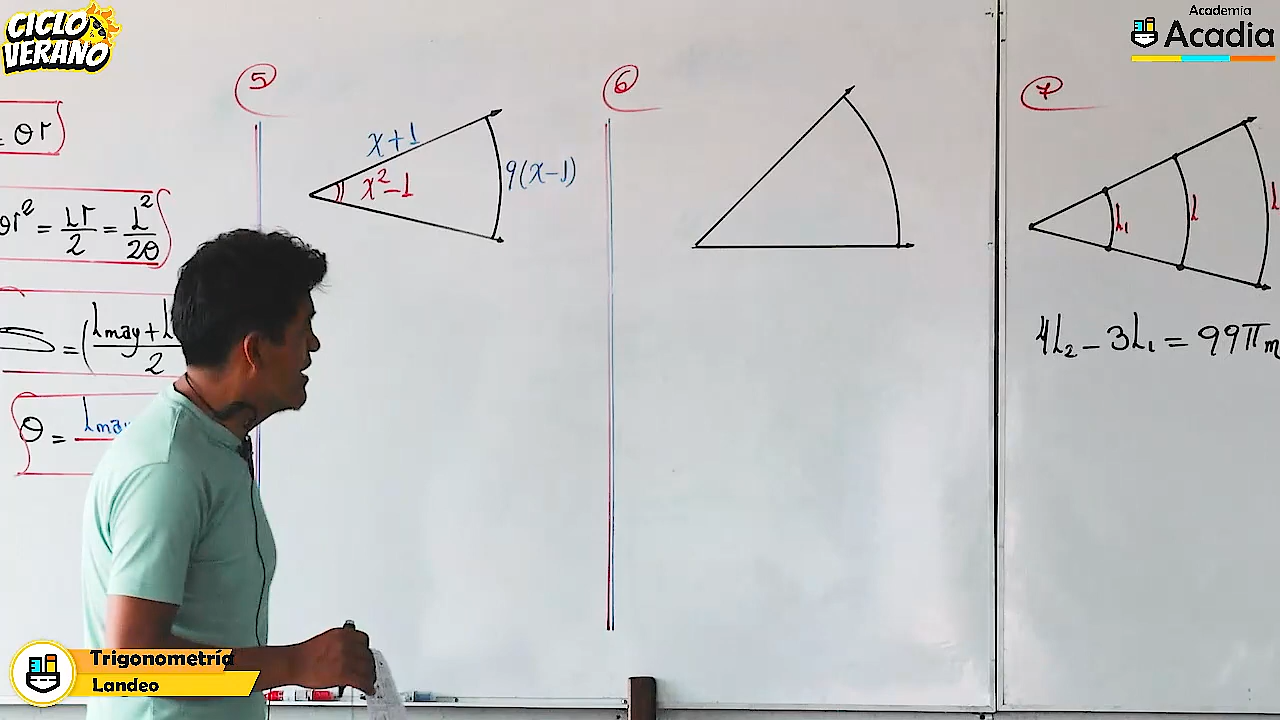 CICLO
VERANO
Academia
Acadia
= θr
θr² = Lr/2 = L²/2θ
= (Lmay + L / 2
θ = Lmay
5
x+1
x²-1
9(x-1)
6
7
L₁
L
L
4L₂ - 3L₁ = 99πm
Trigonometría
Landeo